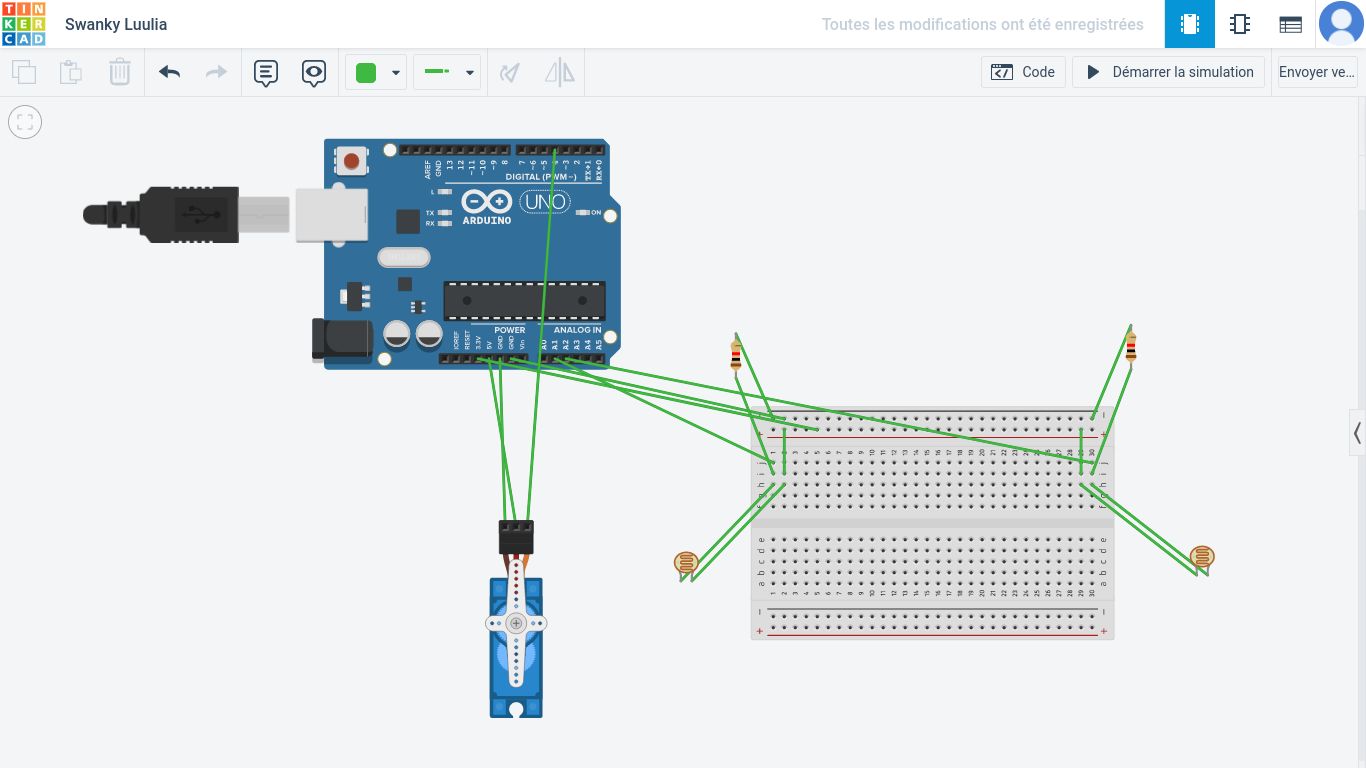 TIN
KER
CAD
Swanky Luulia
Toutes les modifications ont été enregistrées
Code
Démarrer la simulation
Envoyer ve…
AREF
GND
13
12
~11
~10
~9
8
7
~6
~5
~3
2
TX→1
RX←0
DIGITAL (PWM~)
L
TX
RX
ARDUINO
UNO
ON
POWER
ANALOG IN
IOREF
RESET
3.3V
5V
GND
GND
Vin
A0
A1
A2
A3
A4
A5